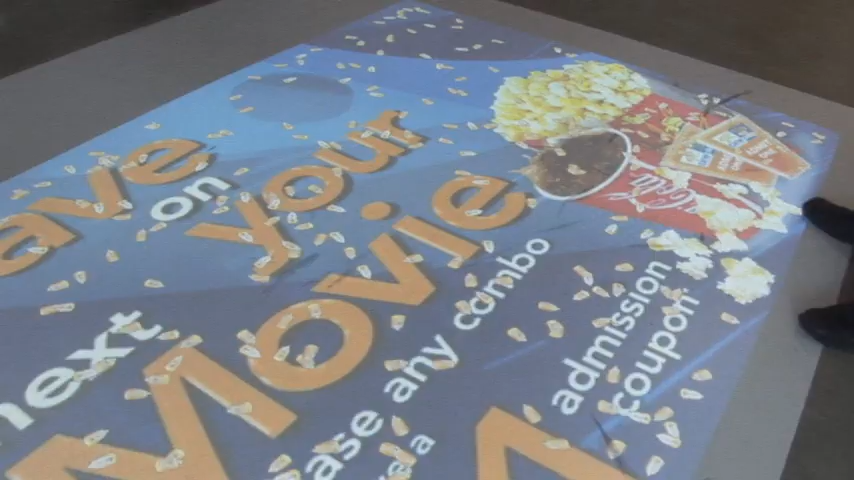 ave on your
next Movie
ase any combo
a
admission
coupon